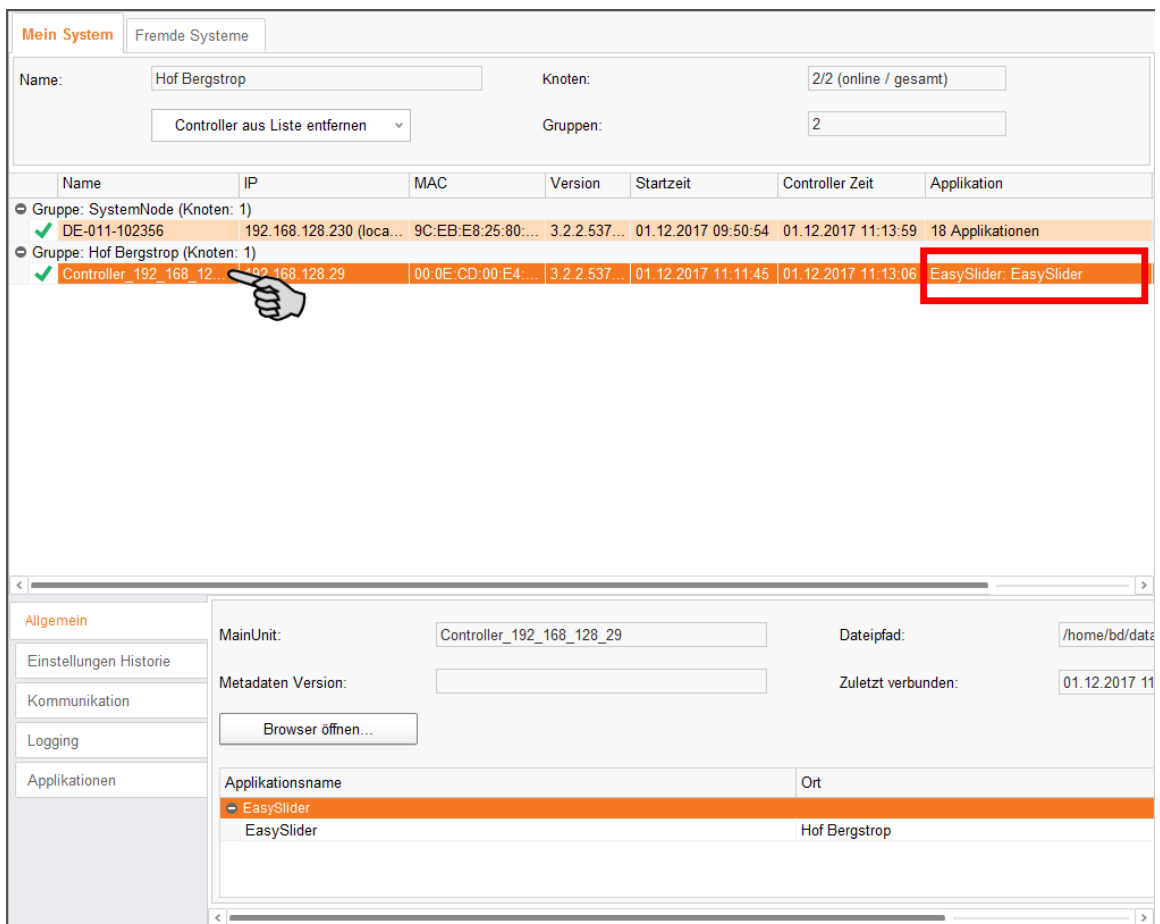 Mein System Fremde Systeme
Name: Hof Bergstrop Knoten: 2/2 (online / gesamt)
Controller aus Liste entfernen Gruppen: 2
Name IP MAC Version Startzeit Controller Zeit Applikation
Gruppe: SystemNode (Knoten: 1)
DE-011-102356 192.168.128.230 (loca... 9C:EB:E8:25:80:... 3.2.2.537... 01.12.2017 09:50:54 01.12.2017 11:13:59 18 Applikationen
Gruppe: Hof Bergstrop (Knoten: 1)
Controller_192_168_12... 192.168.128.29 00:0E:CD:00:E4:... 3.2.2.537... 01.12.2017 11:11:45 01.12.2017 11:13:06 EasySlider: EasySlider
Allgemein
MainUnit: Controller_192_168_128_29 Dateipfad: /home/bd/data
Einstellungen Historie
Metadaten Version: Zuletzt verbunden: 01.12.2017 11
Kommunikation
Browser öffnen...
Logging
Applikationen
Applikationsname Ort
EasySlider
EasySlider Hof Bergstrop